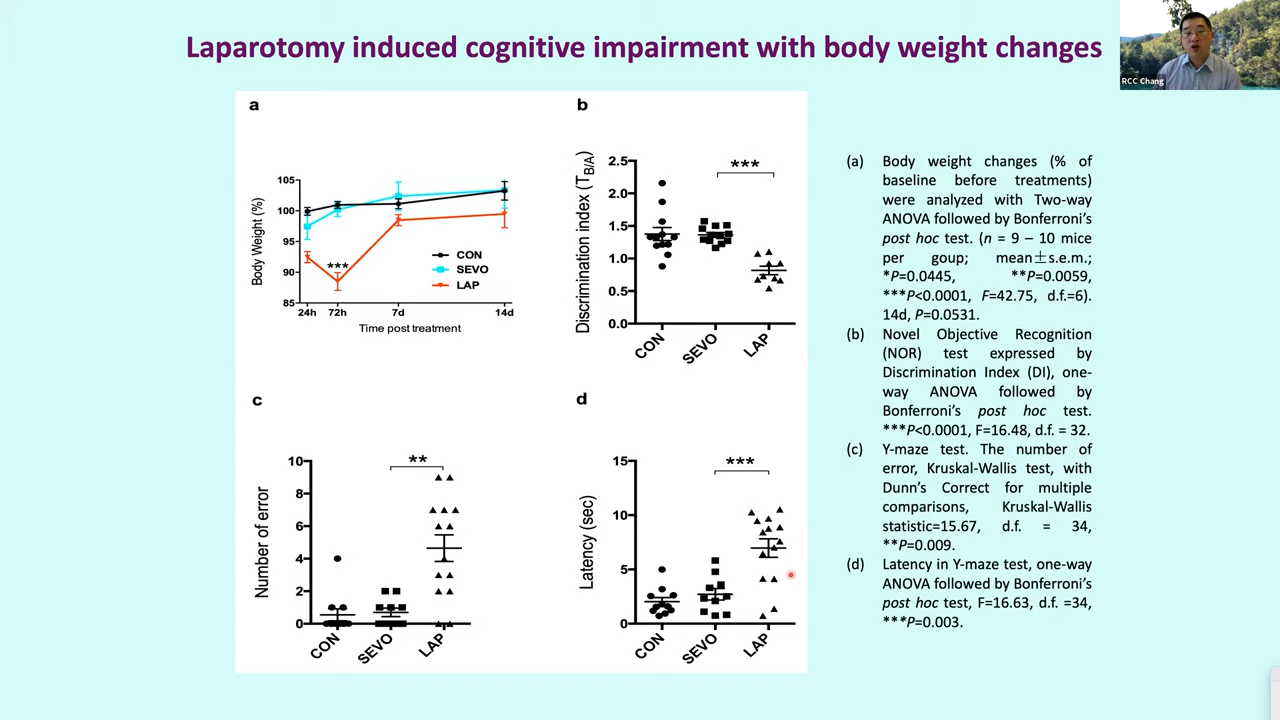 Laparotomy induced cognitive impairment with body weight changes
RCC Chang
a
105
100
95
90
85
Body Weight (%)
***
CON
SEVO
LAP
24h 72h 7d 14d
Time post treatment
b
2.5
2.0
1.5
1.0
0.5
0.0
Discrimination index (TB/A)
***
CON SEVO LAP
c
10
8
6
4
2
0
Number of error
**
CON SEVO LAP
d
15
10
5
0
Latency (sec)
***
CON SEVO LAP
(a) Body weight changes (% of
baseline before treatments)
were analyzed with Two-way
ANOVA followed by Bonferroni's
post hoc test. (n = 9 – 10 mice
per goup; mean±s.e.m.;
*P=0.0445, **P=0.0059,
***P<0.0001, F=42.75, d.f.=6).
14d, P=0.0531.
(b) Novel Objective Recognition
(NOR) test expressed by
Discrimination Index (DI), one-
way ANOVA followed by
Bonferroni's post hoc test.
***P<0.0001, F=16.48, d.f. = 32.
(c) Y-maze test. The number of
error, Kruskal-Wallis test, with
Dunn's Correct for multiple
comparisons, Kruskal-Wallis
statistic=15.67, d.f. = 34,
**P=0.009.
(d) Latency in Y-maze test, one-way
ANOVA followed by Bonferroni's
post hoc test, F=16.63, d.f. =34,
***P=0.003.